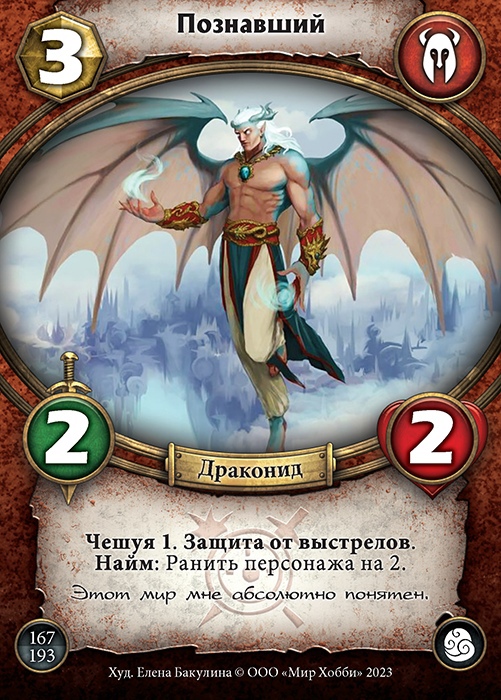 Познавший
3
2
2
Драконид
Чешуя 1. Защита от выстрелов.
Найм: Ранить персонажа на 2.
Этот мир мне абсолютно понятен.
167
193
Худ. Елена Бакулина © ООО «Мир Хобби» 2023